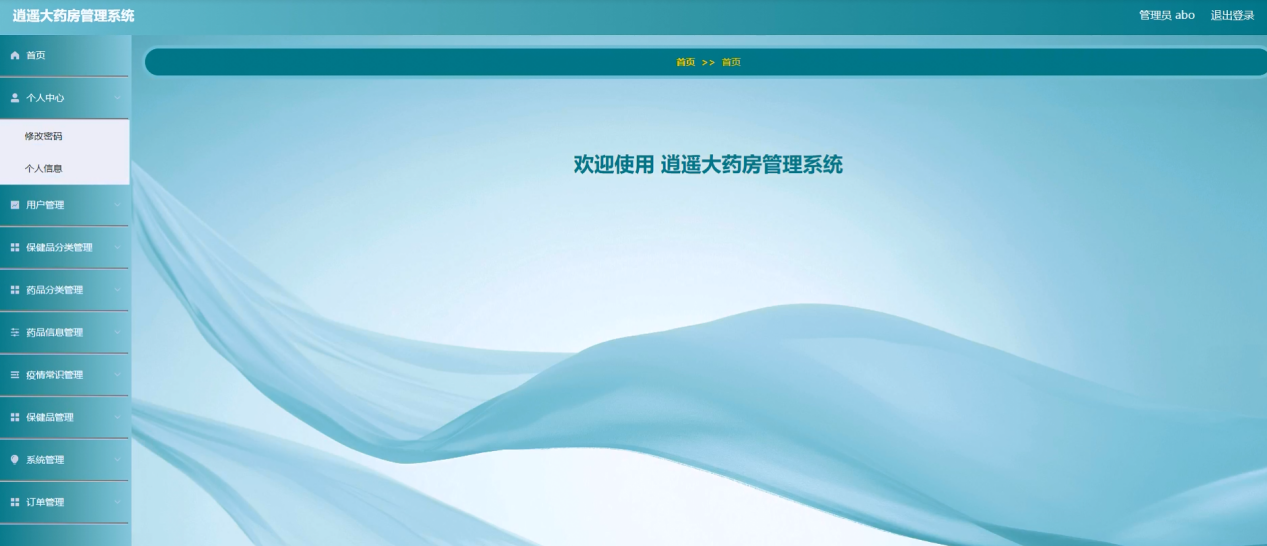 逍遥大药房管理系统
管理员 abo 退出登录
首页
首页 >> 首页
个人中心
修改密码
个人信息
欢迎使用 逍遥大药房管理系统
用户管理
保健品分类管理
药品分类管理
药品信息管理
疫情常识管理
保健品管理
系统管理
订单管理